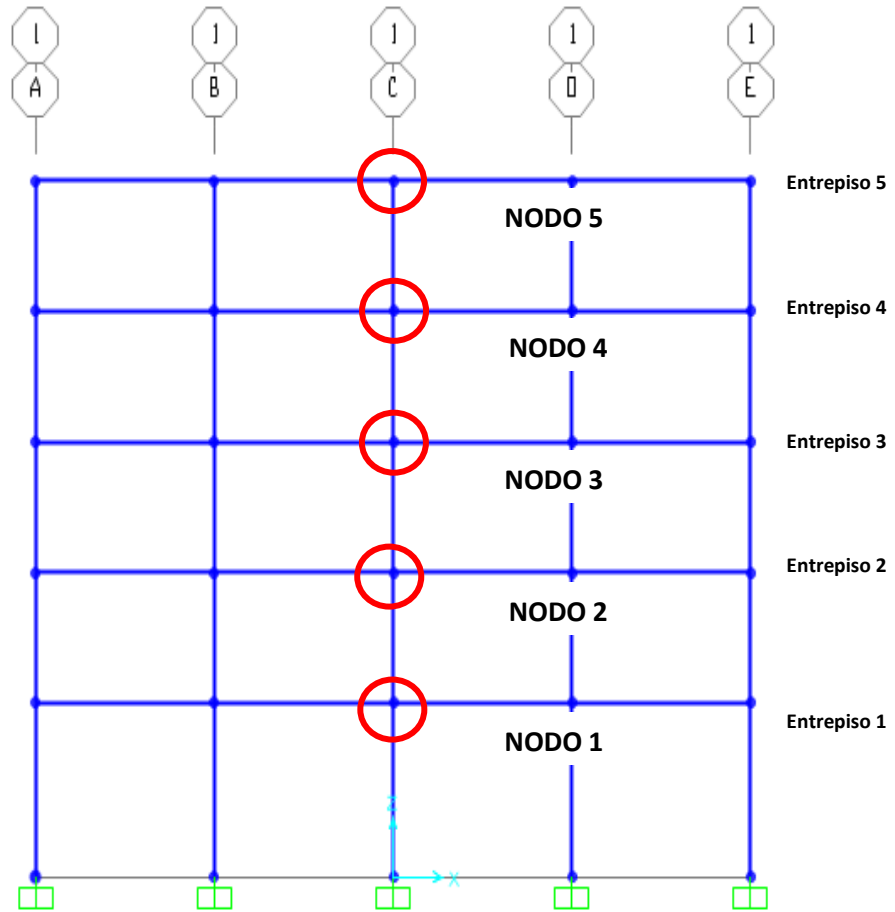 1 1 1 1 1
A B C D E
Entrepiso 5
NODO 5
Entrepiso 4
NODO 4
Entrepiso 3
NODO 3
Entrepiso 2
NODO 2
Entrepiso 1
NODO 1
Z
X